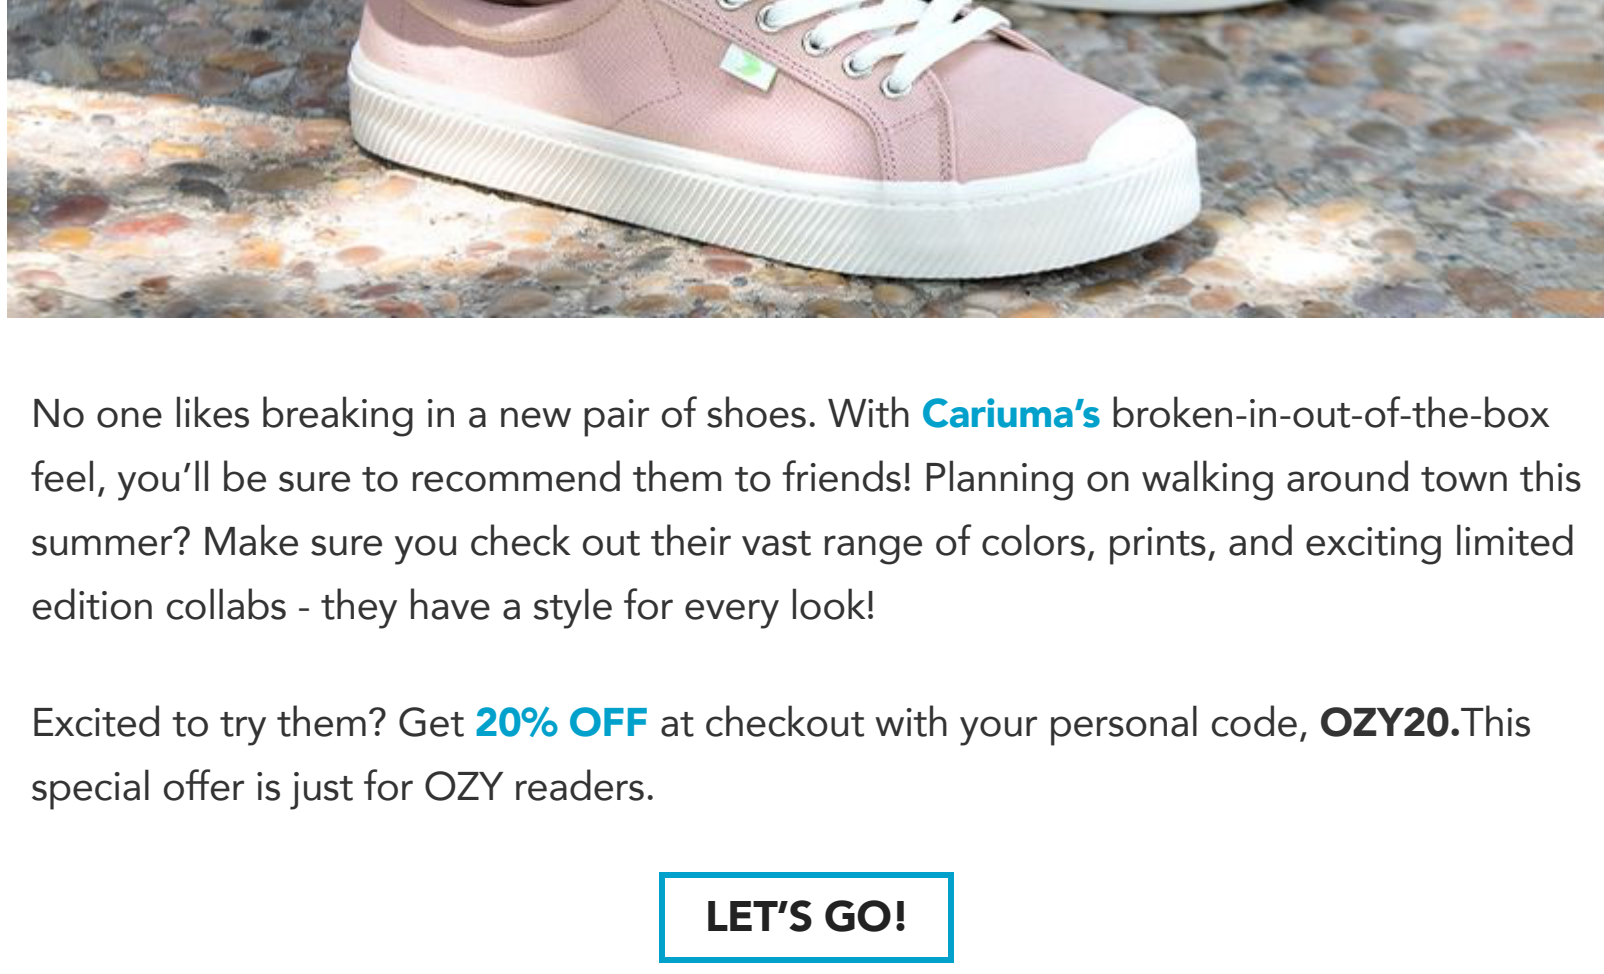 No one likes breaking in a new pair of shoes. With Cariuma’s broken-in-out-of-the-box
feel, you’ll be sure to recommend them to friends! Planning on walking around town this
summer? Make sure you check out their vast range of colors, prints, and exciting limited
edition collabs - they have a style for every look!
Excited to try them? Get 20% OFF at checkout with your personal code, OZY20.This
special offer is just for OZY readers.
LET’S GO!